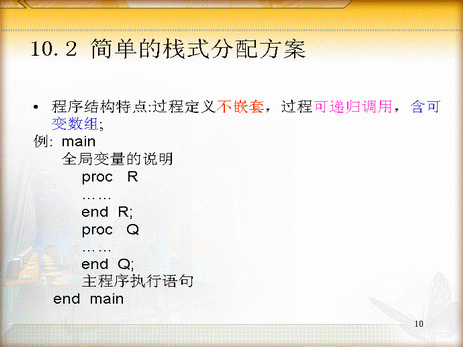 10.2 简单的栈式分配方案
• 程序结构特点:过程定义不嵌套，过程可递归调用，含可
变数组;
例: main
全局变量的说明
proc R
……
end R;
proc Q
……
end Q;
主程序执行语句
end main
10